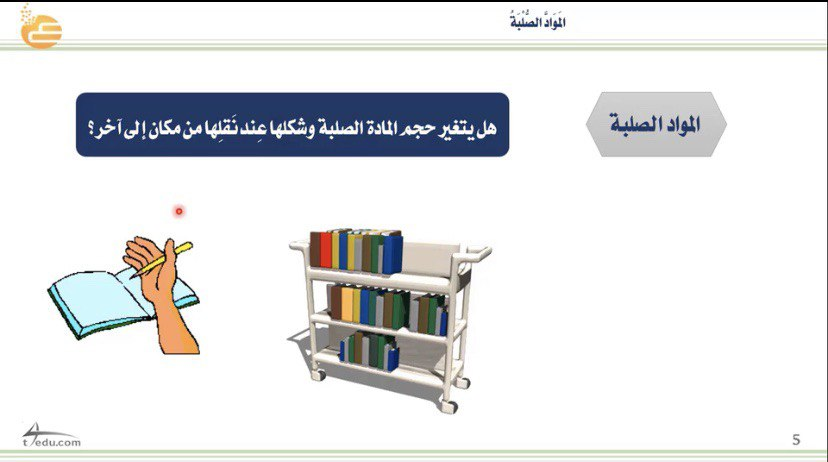 المَوَادُّ الصُّلْبَةُ
المواد الصلبة
هل يتغير حجم المادة الصلبة وشكلها عِند نَقلِها من مكان إلى آخر؟
t4edu.com
5